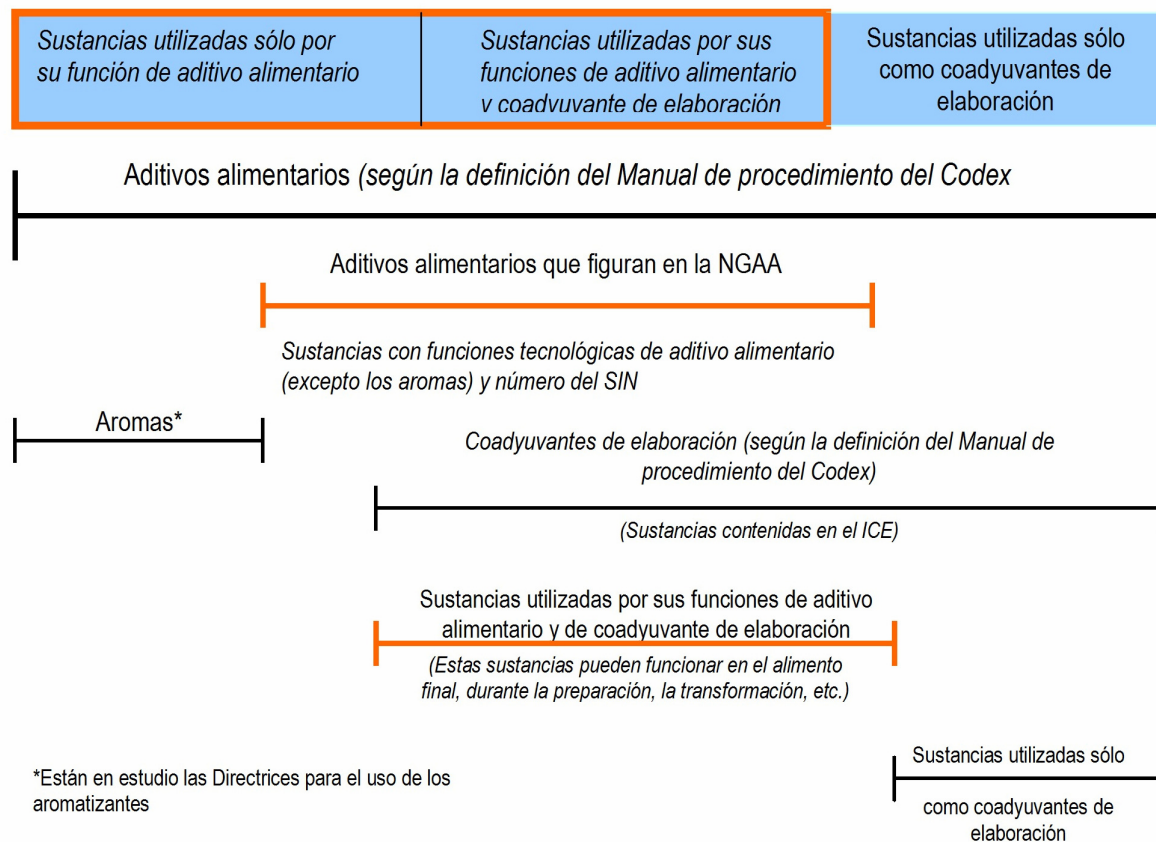 Sustancias utilizadas sólo por
su función de aditivo alimentario
Sustancias utilizadas por sus
funciones de aditivo alimentario
y coadyuvante de elaboración
Sustancias utilizadas sólo
como coadyuvantes de
elaboración
Aditivos alimentarios (según la definición del Manual de procedimiento del Codex
Aditivos alimentarios que figuran en la NGAA
Sustancias con funciones tecnológicas de aditivo alimentario
(excepto los aromas) y número del SIN
Aromas*
Coadyuvantes de elaboración (según la definición del Manual de
procedimiento del Codex)
(Sustancias contenidas en el ICE)
Sustancias utilizadas por sus funciones de aditivo
alimentario y de coadyuvante de elaboración
(Estas sustancias pueden funcionar en el alimento
final, durante la preparación, la transformación, etc.)
*Están en estudio las Directrices para el uso de los
aromatizantes
Sustancias utilizadas sólo
como coadyuvantes de
elaboración